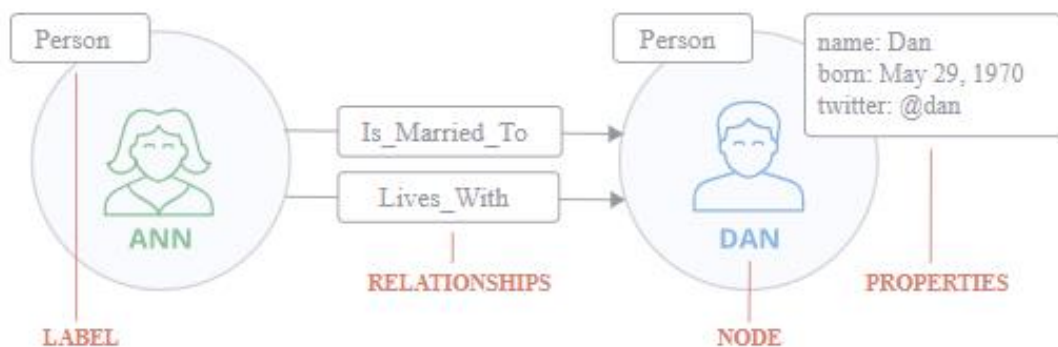 Person
Person
name: Dan
born: May 29, 1970
twitter: @dan
Is_Married_To
Lives_With
ANN
DAN
RELATIONSHIPS
PROPERTIES
LABEL
NODE